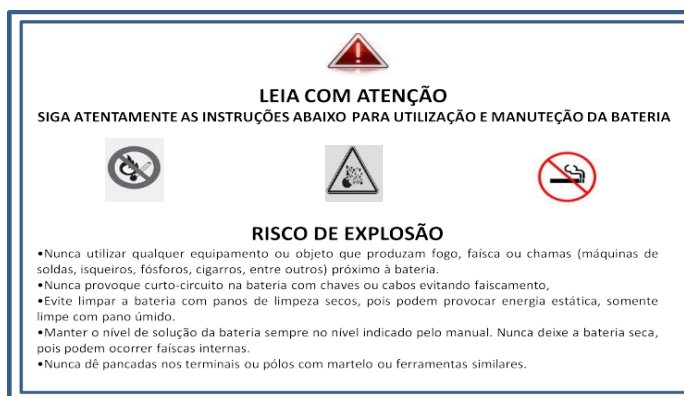 LEIA COM ATENÇÃO
SIGA ATENTAMENTE AS INSTRUÇÕES ABAIXO PARA UTILIZAÇÃO E MANUTEÇÃO DA BATERIA
RISCO DE EXPLOSÃO
•Nunca utilizar qualquer equipamento ou objeto que produzam fogo, faísca ou chamas (máquinas de
soldas, isqueiros, fósforos, cigarros, entre outros) próximo à bateria.
•Nunca provoque curto-circuito na bateria com chaves ou cabos evitando faiscamento,
•Evite limpar a bateria com panos de limpeza secos, pois podem provocar energia estática, somente
limpe com pano úmido.
•Manter o nível de solução da bateria sempre no nível indicado pelo manual. Nunca deixe a bateria seca,
pois podem ocorrer faíscas internas.
•Nunca dê pancadas nos terminais ou pólos com martelo ou ferramentas similares.